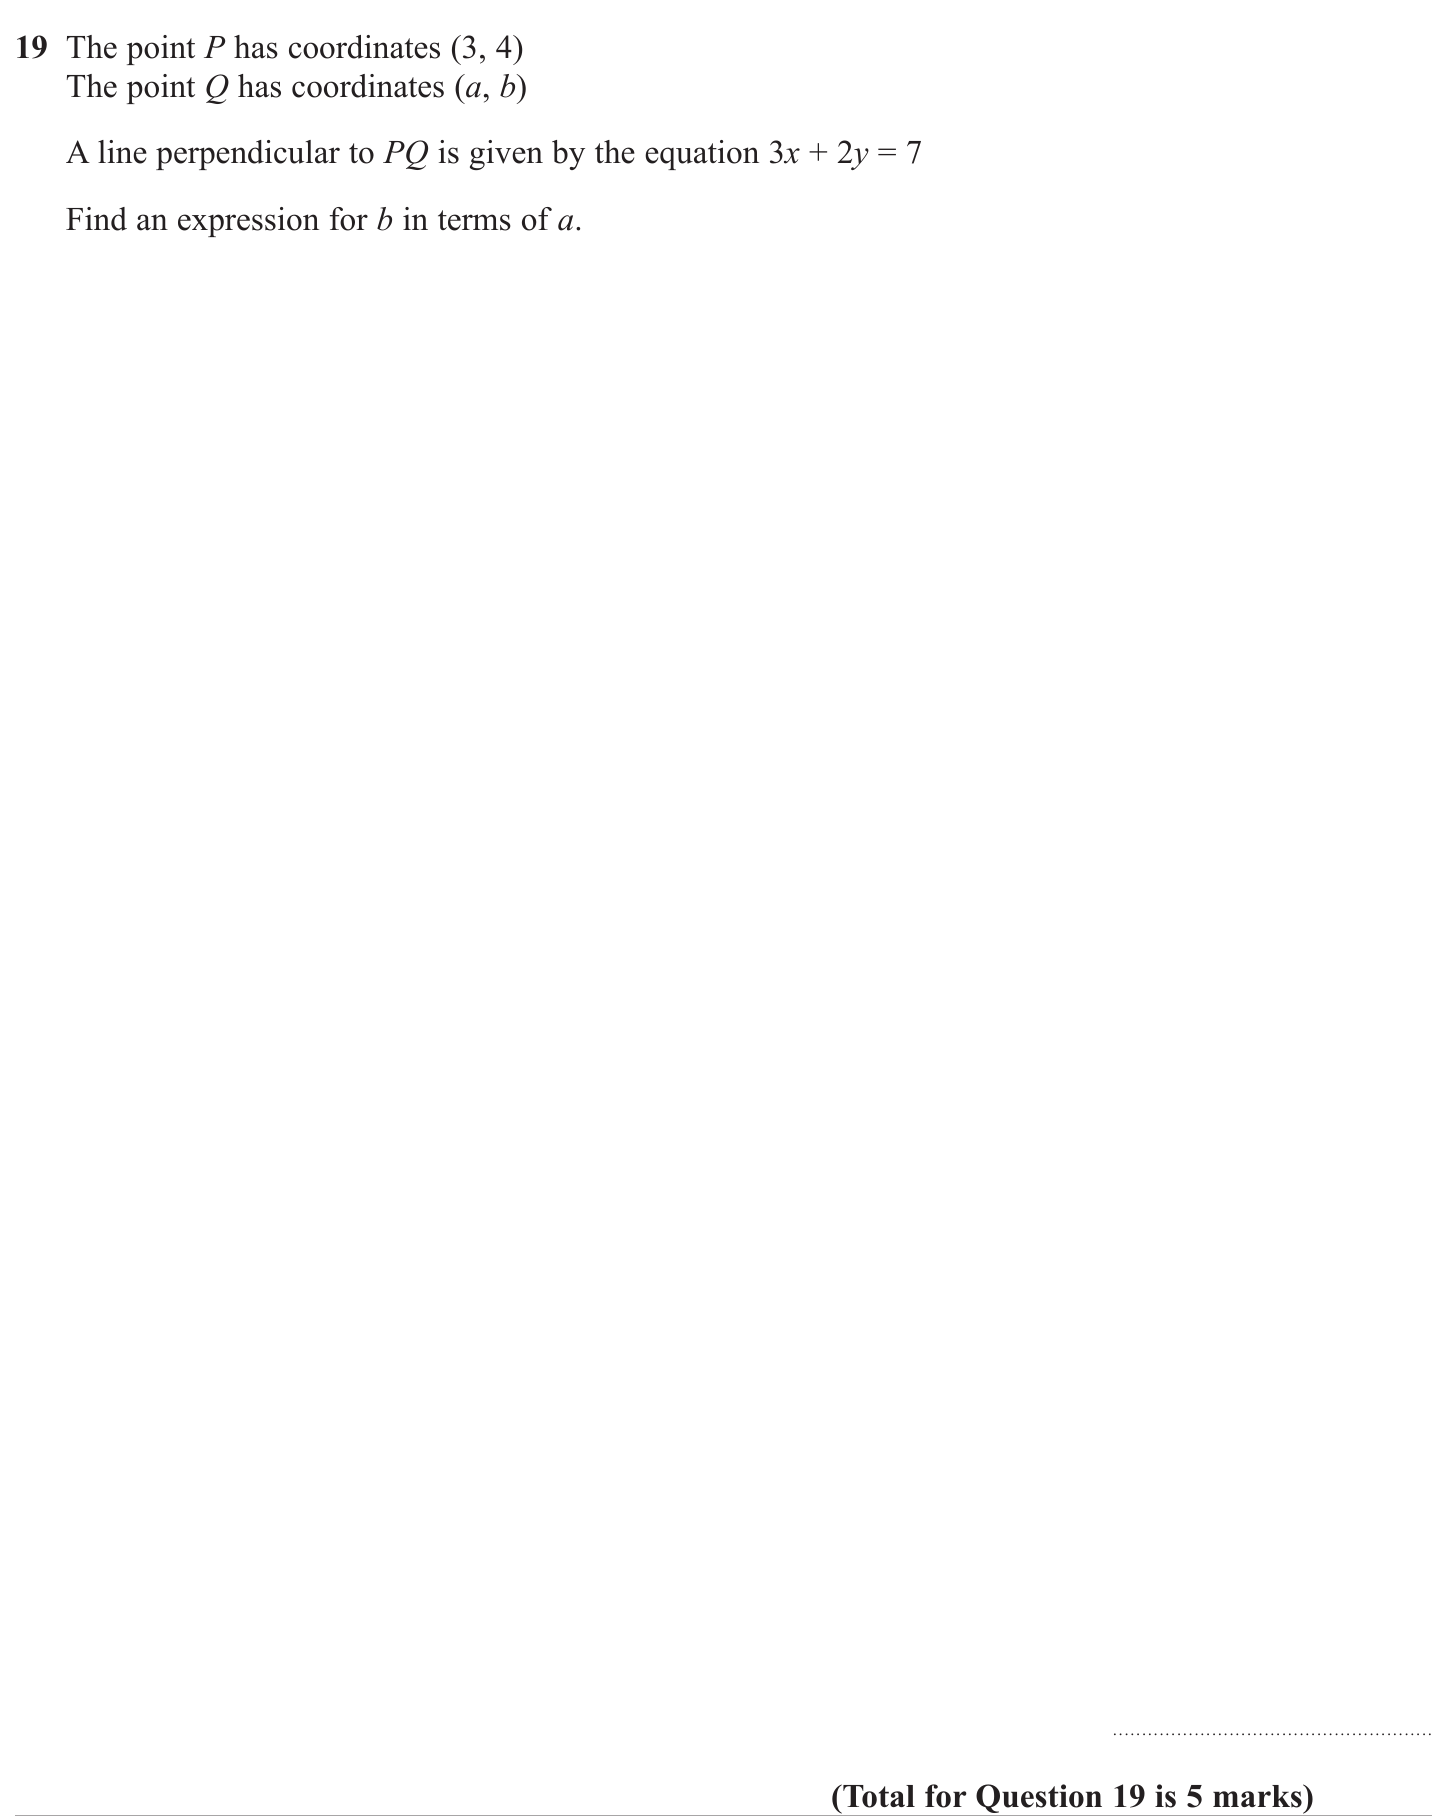 19 The point P has coordinates (3, 4)
The point Q has coordinates (a, b)
A line perpendicular to PQ is given by the equation 3x + 2y = 7
Find an expression for b in terms of a.
(Total for Question 19 is 5 marks)